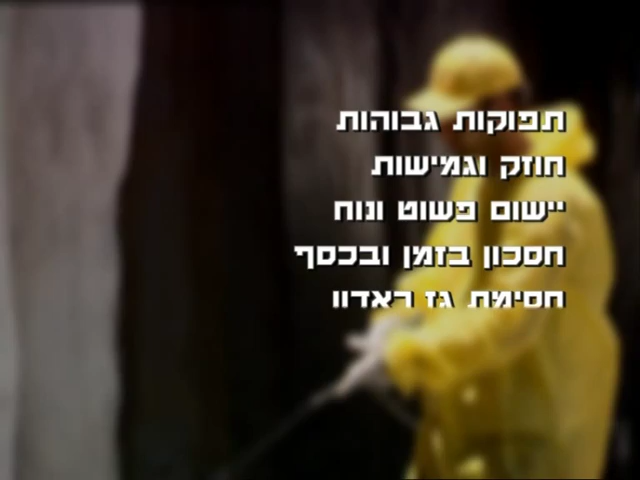 תפוקות גבוהות
חוזק וגמישות
יישום פשוט ונוח
חסכון בזמן ובכסף
חסימת גז ראדון